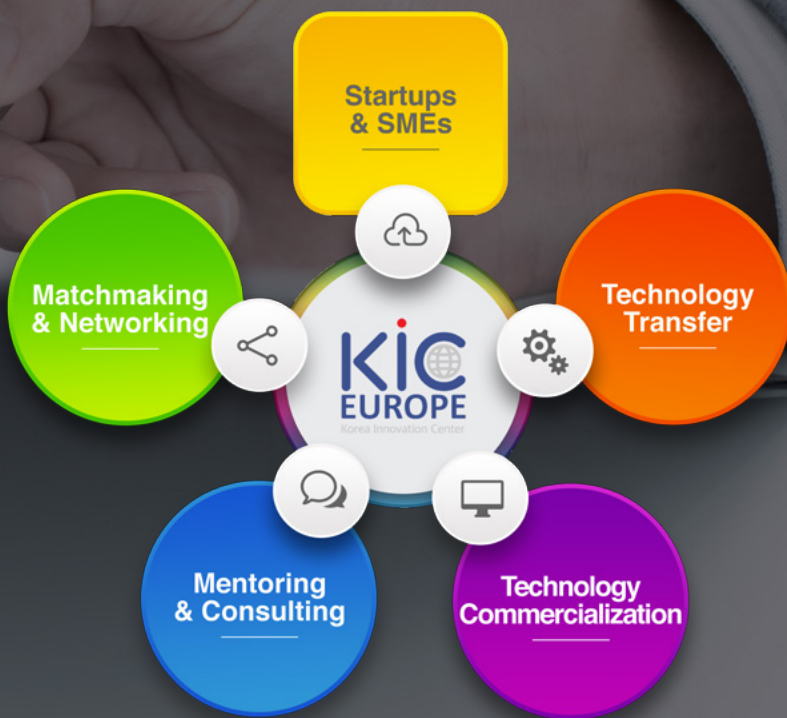 Startups
& SMEs
Matchmaking
& Networking
Technology
Transfer
KIC
EUROPE
Korea Innovation Center
Mentoring
& Consulting
Technology
Commercialization